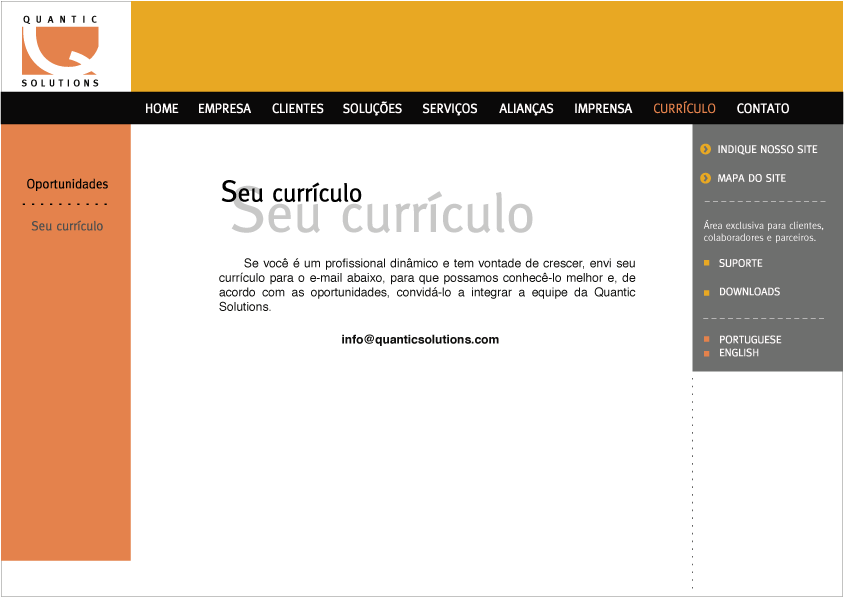 QUANTIC
SOLUTIONS
HOME EMPRESA CLIENTES SOLUÇÕES SERVIÇOS ALIANÇAS IMPRENSA CURRÍCULO CONTATO
Oportunidades
Seu currículo
Seu currículo
Seu currículo
Se você é um profissional dinâmico e tem vontade de crescer, envi seu
currículo para o e-mail abaixo, para que possamos conhecê-lo melhor e, de
acordo com as oportunidades, convidá-lo a integrar a equipe da Quantic
Solutions.
info@quanticsolutions.com
INDIQUE NOSSO SITE
MAPA DO SITE
Área exclusiva para clientes,
colaboradores e parceiros.
SUPORTE
DOWNLOADS
PORTUGUESE
ENGLISH